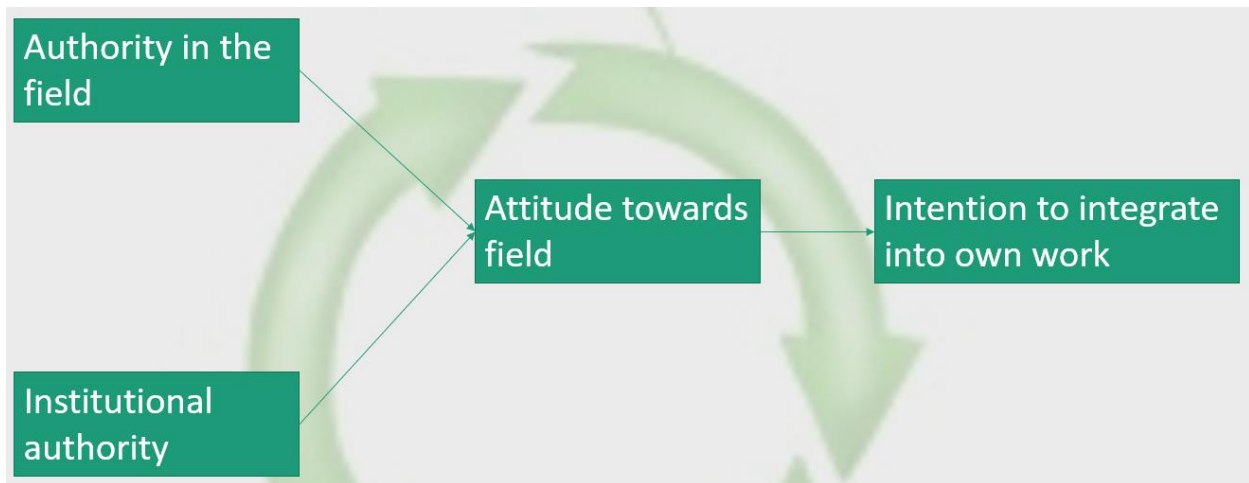 Authority in the
field
Attitude towards
field
Intention to integrate
into own work
Institutional
authority